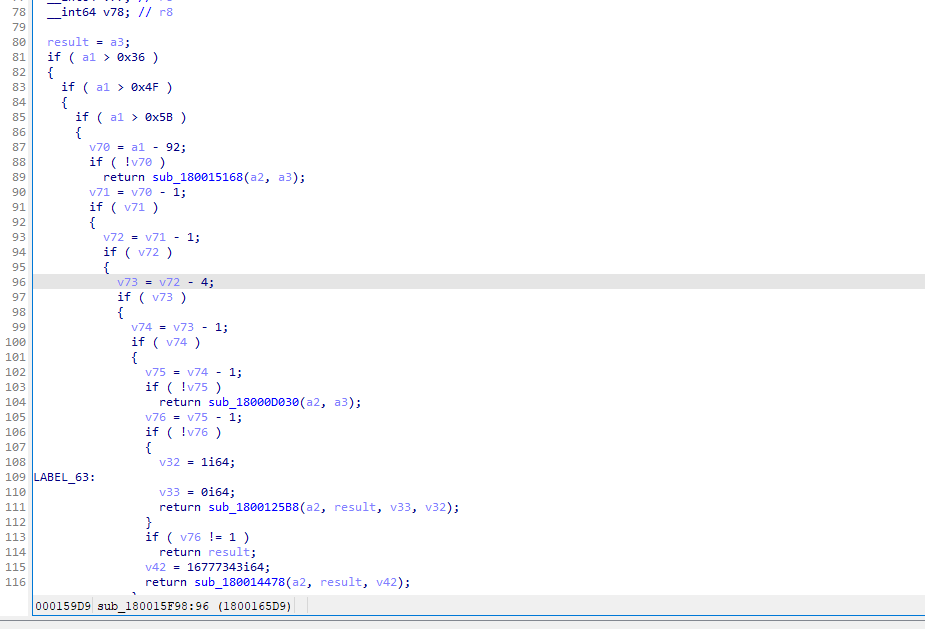 78 __int64 v78; // r8
79
80 result = a3;
81 if ( a1 > 0x36 )
82 {
83 if ( a1 > 0x4F )
84 {
85 if ( a1 > 0x5B )
86 {
87 v70 = a1 - 92;
88 if ( !v70 )
89 return sub_180015168(a2, a3);
90 v71 = v70 - 1;
91 if ( v71 )
92 {
93 v72 = v71 - 1;
94 if ( v72 )
95 {
96 v73 = v72 - 4;
97 if ( v73 )
98 {
99 v74 = v73 - 1;
100 if ( v74 )
101 {
102 v75 = v74 - 1;
103 if ( !v75 )
104 return sub_18000D030(a2, a3);
105 v76 = v75 - 1;
106 if ( !v76 )
107 {
108 v32 = 1i64;
109 LABEL_63:
110 v33 = 0i64;
111 return sub_1800125B8(a2, result, v33, v32);
112 }
113 if ( v76 != 1 )
114 return result;
115 v42 = 16777343i64;
116 return sub_180014478(a2, result, v42);
000159D9 sub_180015F98:96 (1800165D9)